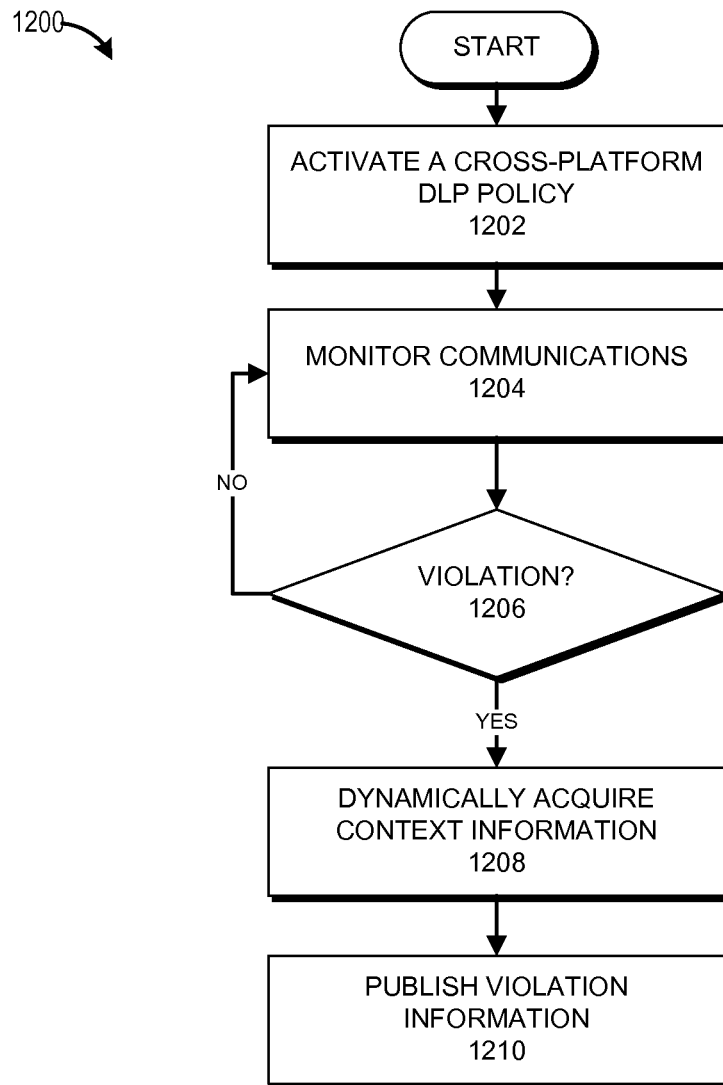 1200
START
ACTIVATE A CROSS-PLATFORM
DLP POLICY
1202
MONITOR COMMUNICATIONS
1204
NO
VIOLATION?
1206
YES
DYNAMICALLY ACQUIRE
CONTEXT INFORMATION
1208
PUBLISH VIOLATION
INFORMATION
1210